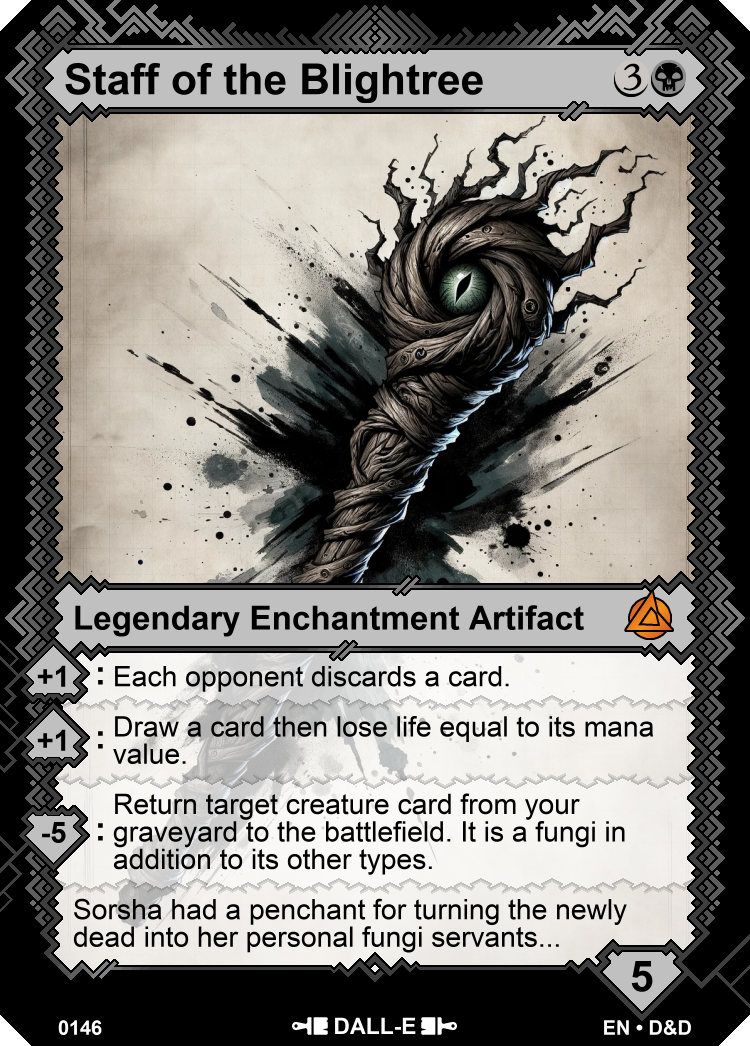 Staff of the Blightree 3
Legendary Enchantment Artifact
+1 : Each opponent discards a card.
+1 : Draw a card then lose life equal to its mana
value.
-5 : Return target creature card from your
graveyard to the battlefield. It is a fungi in
addition to its other types.
Sorsha had a penchant for turning the newly
dead into her personal fungi servants...
5
0146 DALL-E EN • D&D